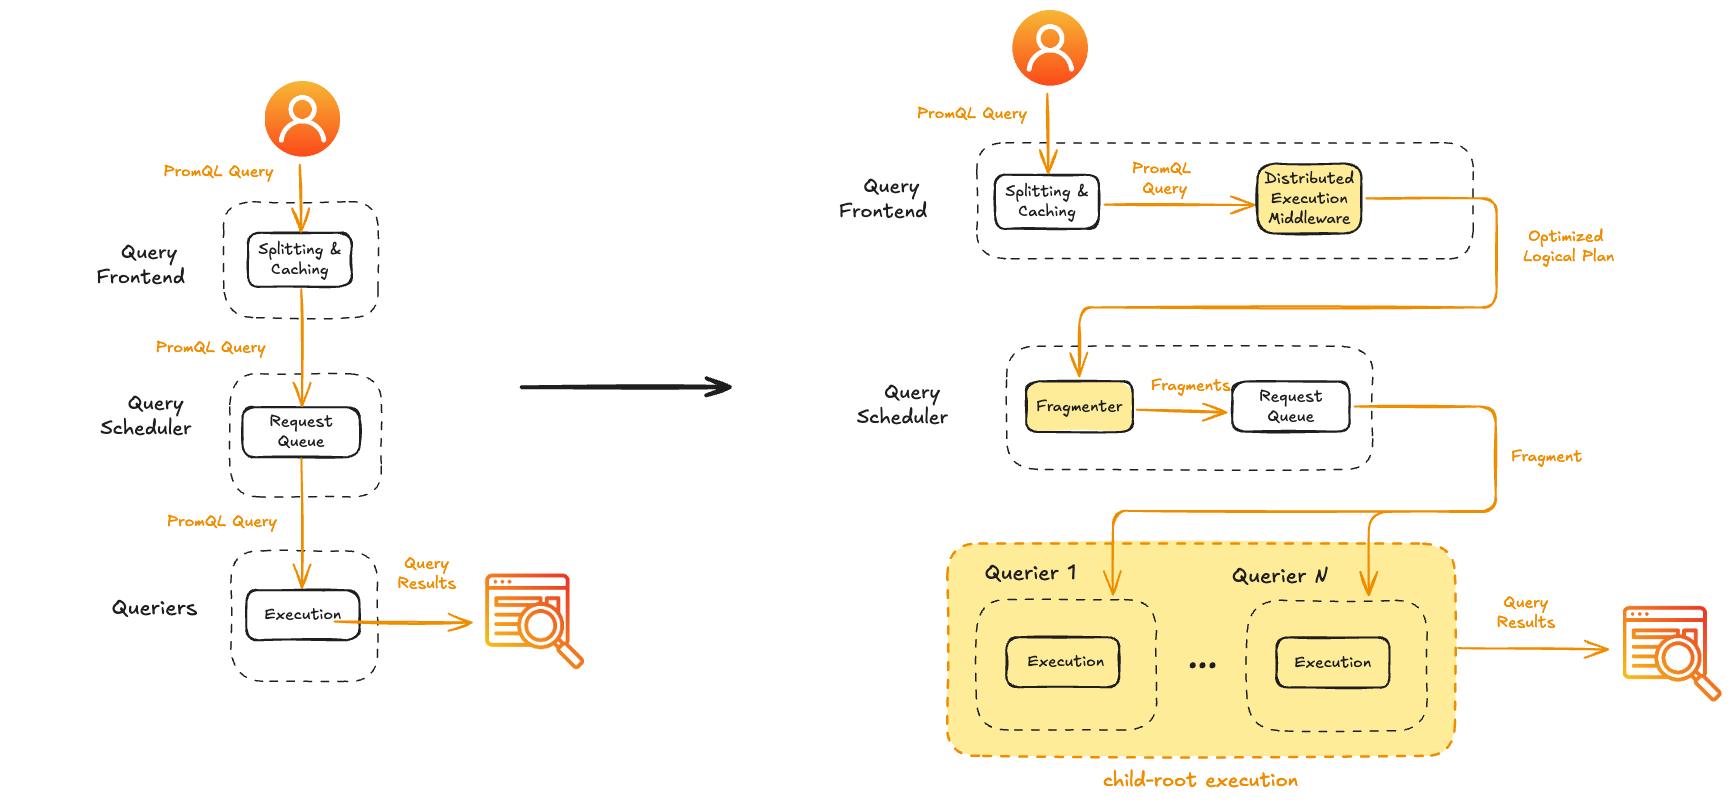 PromQL Query
Query
Frontend
Splitting &
Caching
PromQL Query
Query
Scheduler
Request
Queue
PromQL Query
Queriers
Execution
Query
Results
PromQL Query
Query
Frontend
Splitting &
Caching
PromQL
Query
Distributed
Execution
Middleware
Optimized
Logical Plan
Query
Scheduler
Fragmenter
Fragments
Request
Queue
Fragment
Querier 1
Execution
...
Querier N
Execution
Query
Results
child-root execution